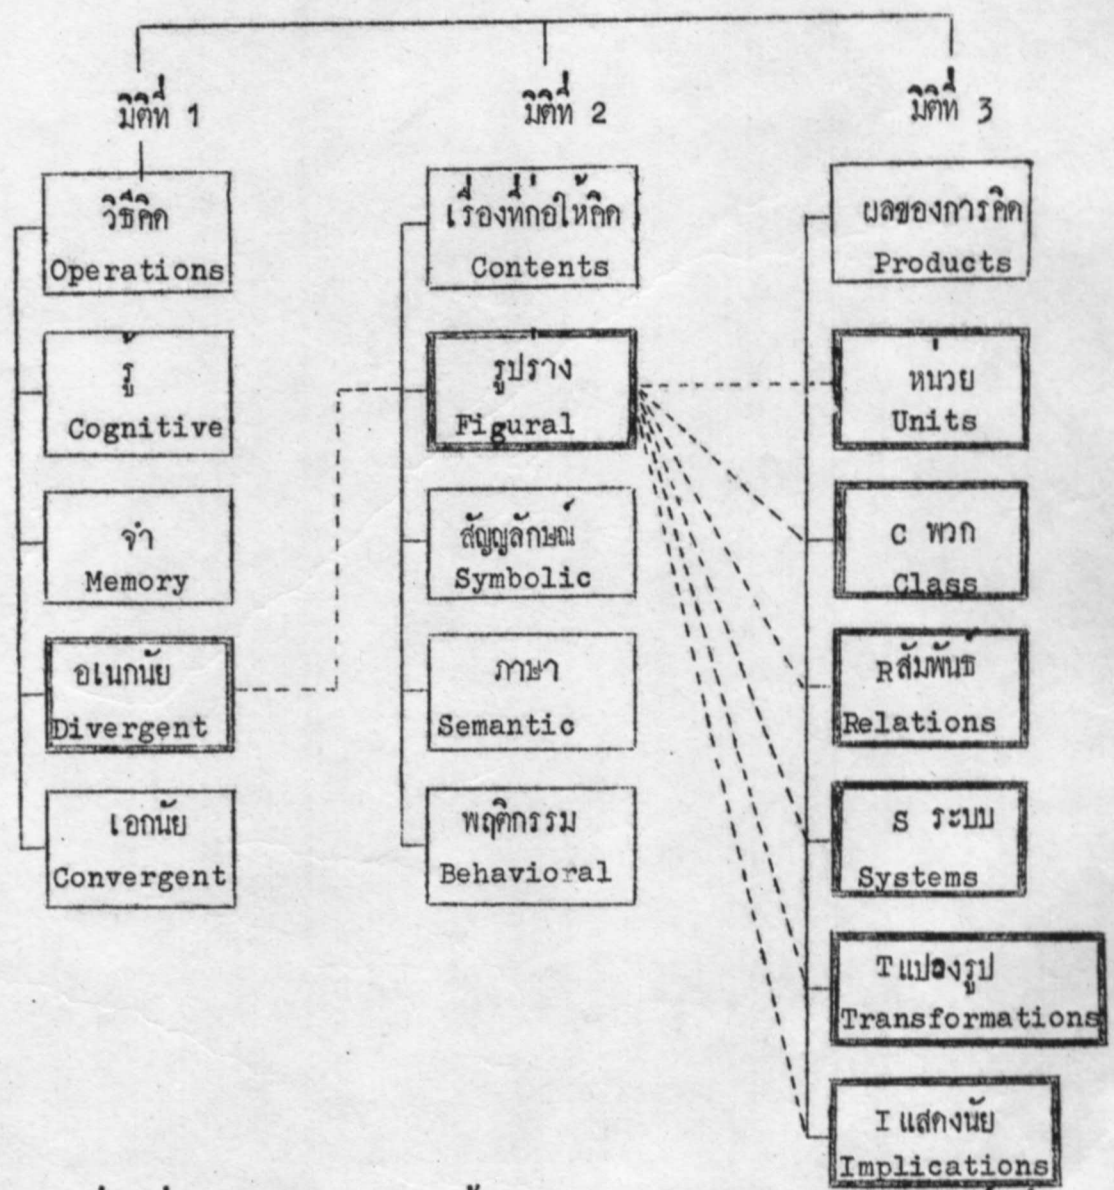 มิติที่ 1
มิติที่ 2
มิติที่ 3
วิธีคิด
Operations
รู้
Cognitive
จำ
Memory
อเนกนัย
Divergent
เอกนัย
Convergent
เรื่องที่ก่อให้คิด
Contents
รูปร่าง
Figural
สัญญลักษณ์
Symbolic
ภาษา
Semantic
พฤติกรรม
Behavioral
ผลของการคิด
Products
หน่วย
Units
C พวก
Class
R สัมพันธ์
Relations
S ระบบ
Systems
T แปลงรูป
Transformations
I แสดงนัย
Implications